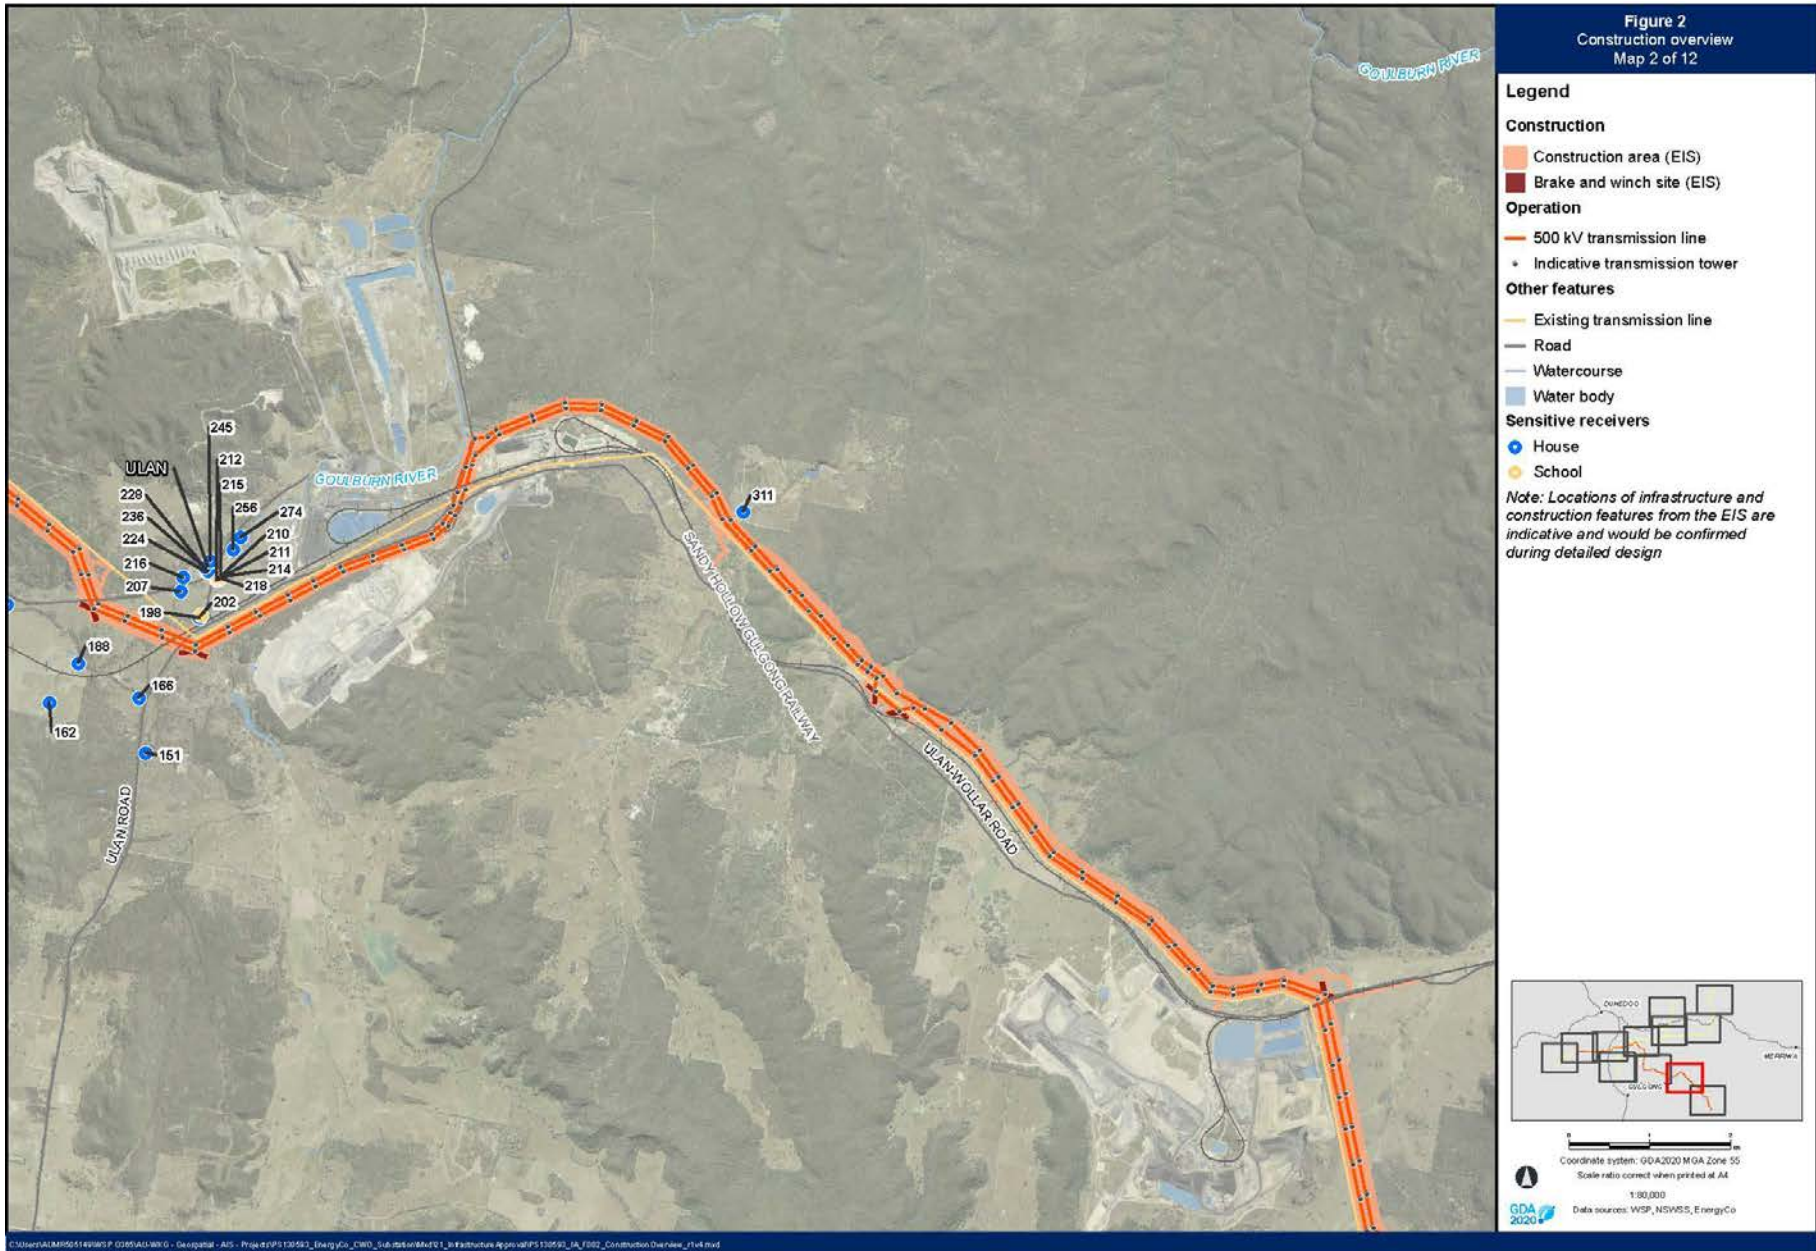 Figure 2
Construction overview
Map 2 of 12
Legend
Construction
Construction area (EIS)
Brake and winch site (EIS)
Operation
500 kV transmission line
Indicative transmission tower
Other features
Existing transmission line
Road
Watercourse
Water body
Sensitive receivers
House
School
Note: Locations of infrastructure and
construction features from the EIS are
indicative and would be confirmed
during detailed design
GOULBURN RIVER
245
ULAN
212
215
228
256
274
236
210
224
211
216
214
207
218
202
198
188
166
162
151
GOULBURN RIVER
311
SANDY HOLLOW GULGONG RAILWAY
ULAN-WOLLAR ROAD
ULAN ROAD
DUNEDOO
MERRIWA
GULGONG
0 1 2
Coordinate system: GDA2020 MGA Zone 55
Scale ratio correct when printed at A4
1:80,000
GDA
2020
Data sources: WSP, NSWSS, EnergyCo